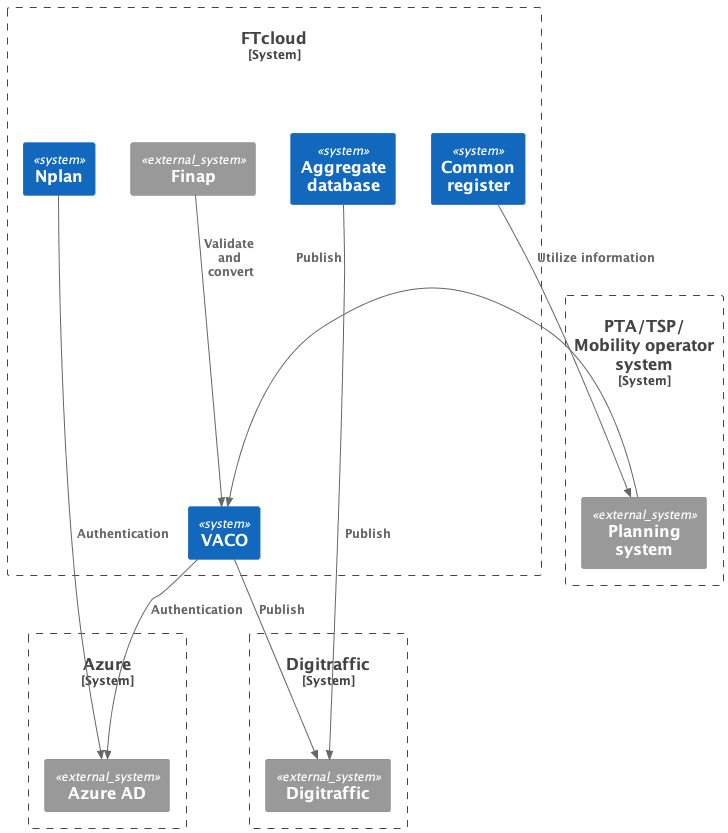 FTcloud
[System]
«system»
Nplan
«external_system»
Finap
«system»
Aggregate
database
«system»
Common
register
Validate
and
convert
Publish
Utilize information
PTA/TSP/
Mobility operator
system
[System]
«external_system»
Planning
system
«system»
VACO
Authentication
Publish
Authentication
Publish
Azure
[System]
Digitraffic
[System]
«external_system»
Azure AD
«external_system»
Digitraffic